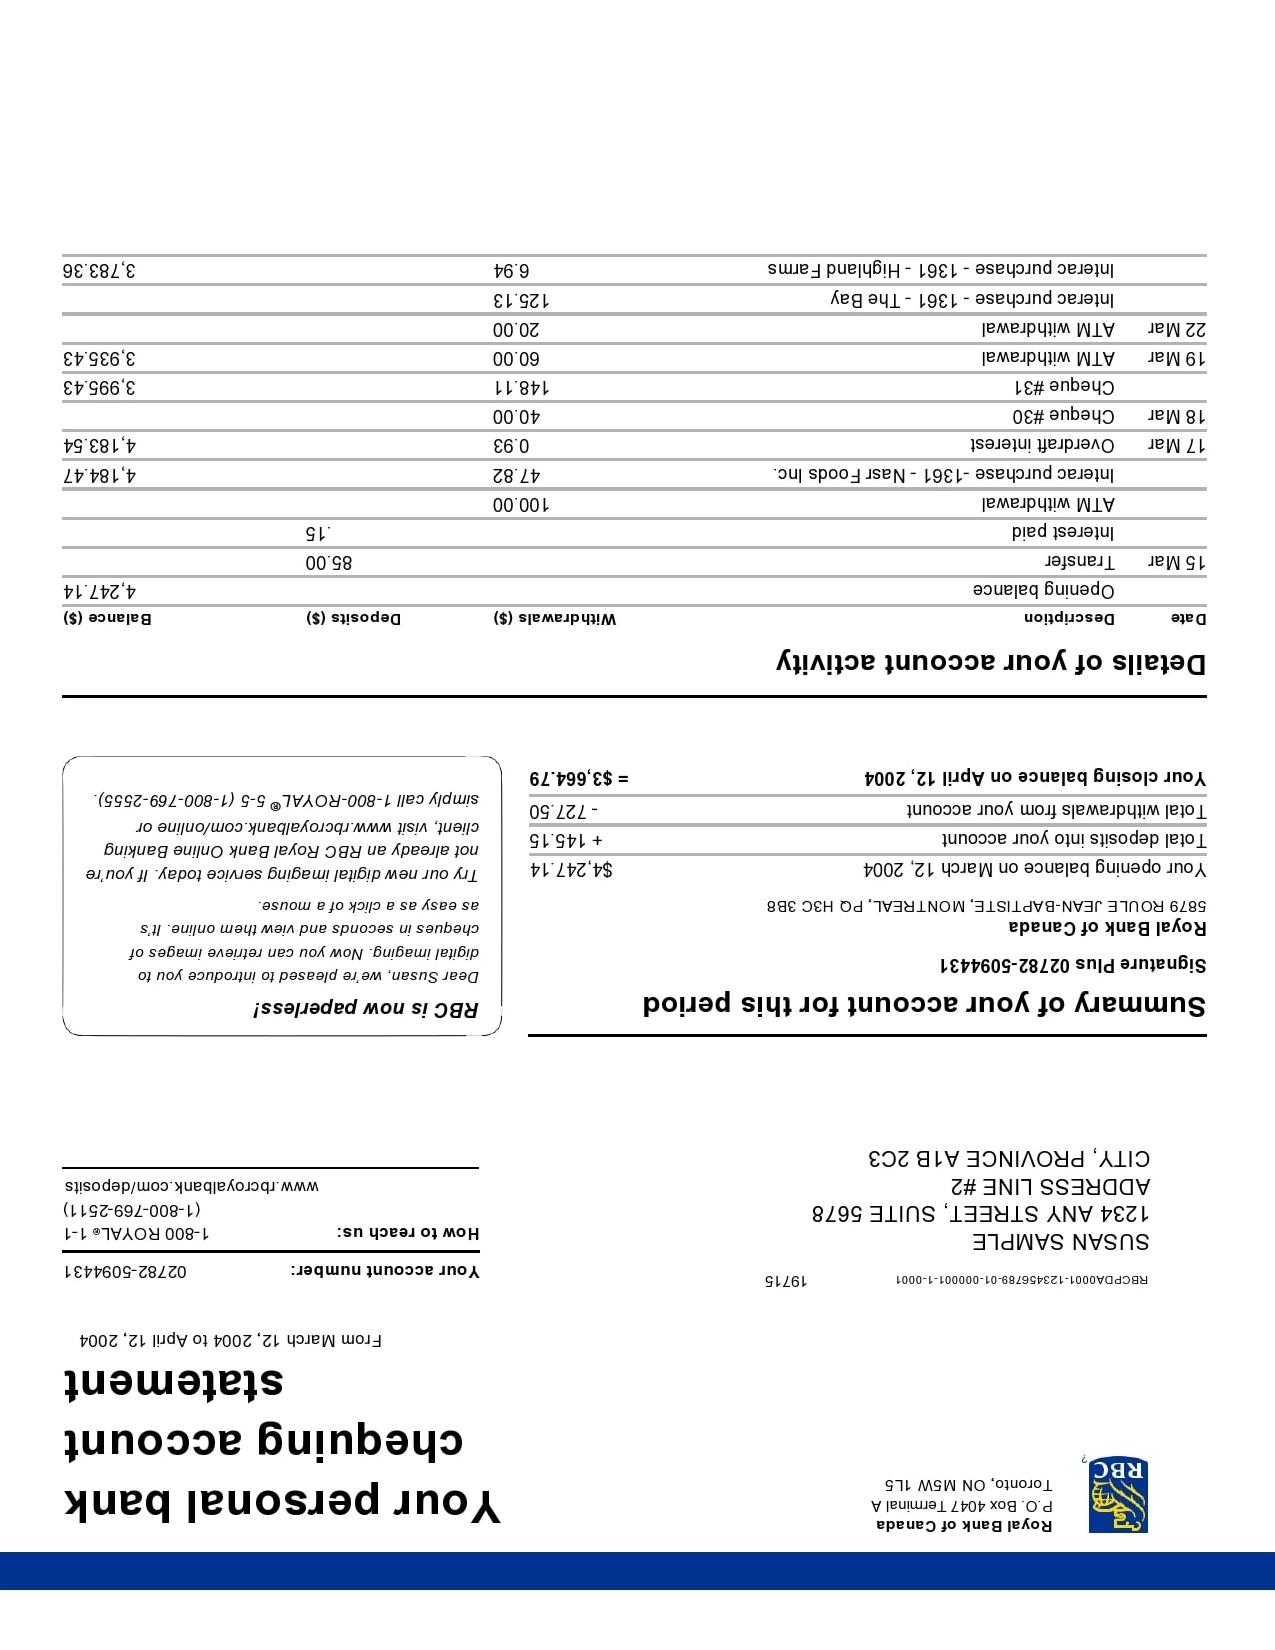 Royal Bank of Canada
P.O. Box 4047 Terminal A
Toronto, ON M5W 1L5
RBC
?
Your personal bank
chequing account
statement
From March 12, 2004 to April 12, 2004
RBCPDA0001-123456789-01-000001-1-0001 19715
SUSAN SAMPLE
1234 ANY STREET, SUITE 5678
ADDRESS LINE #2
CITY, PROVINCE A1B 2C3
Your account number: 02782-5094431
How to reach us: 1-800 ROYAL® 1-1
(1-800-769-2511)
www.rbcroyalbank.com/deposits
Summary of your account for this period
Signature Plus 02782-5094431
Royal Bank of Canada
5879 ROULE JEAN-BAPTISTE, MONTREAL, PQ H3C 3B8
Your opening balance on March 12, 2004 $4,247.14
Total deposits into your account + 145.15
Total withdrawals from your account - 727.50
Your closing balance on April 12, 2004 = $3,664.79
RBC is now paperless!
Dear Susan, we're pleased to introduce you to
digital imaging. Now you can retrieve images of
cheques in seconds and view them online. It's
as easy as a click of a mouse.
Try our new digital imaging service today. If you're
not already an RBC Royal Bank Online Banking
client, visit www.rbcroyalbank.com/online or
simply call 1-800-ROYAL® 5-5 (1-800-769-2555).
Details of your account activity
Date Description Withdrawals ($) Deposits ($) Balance ($)
Opening balance 4,247.14
15 Mar Transfer 85.00
Interest paid .15
ATM withdrawal 100.00
Interac purchase -1361 - Nasr Foods Inc. 47.82 4,184.47
17 Mar Overdraft interest 0.93 4,183.54
18 Mar Cheque #30 40.00
Cheque #31 148.11 3,995.43
19 Mar ATM withdrawal 60.00 3,935.43
22 Mar ATM withdrawal 20.00
Interac purchase - 1361 - The Bay 125.13
Interac purchase - 1361 - Highland Farms 6.94 3,783.36